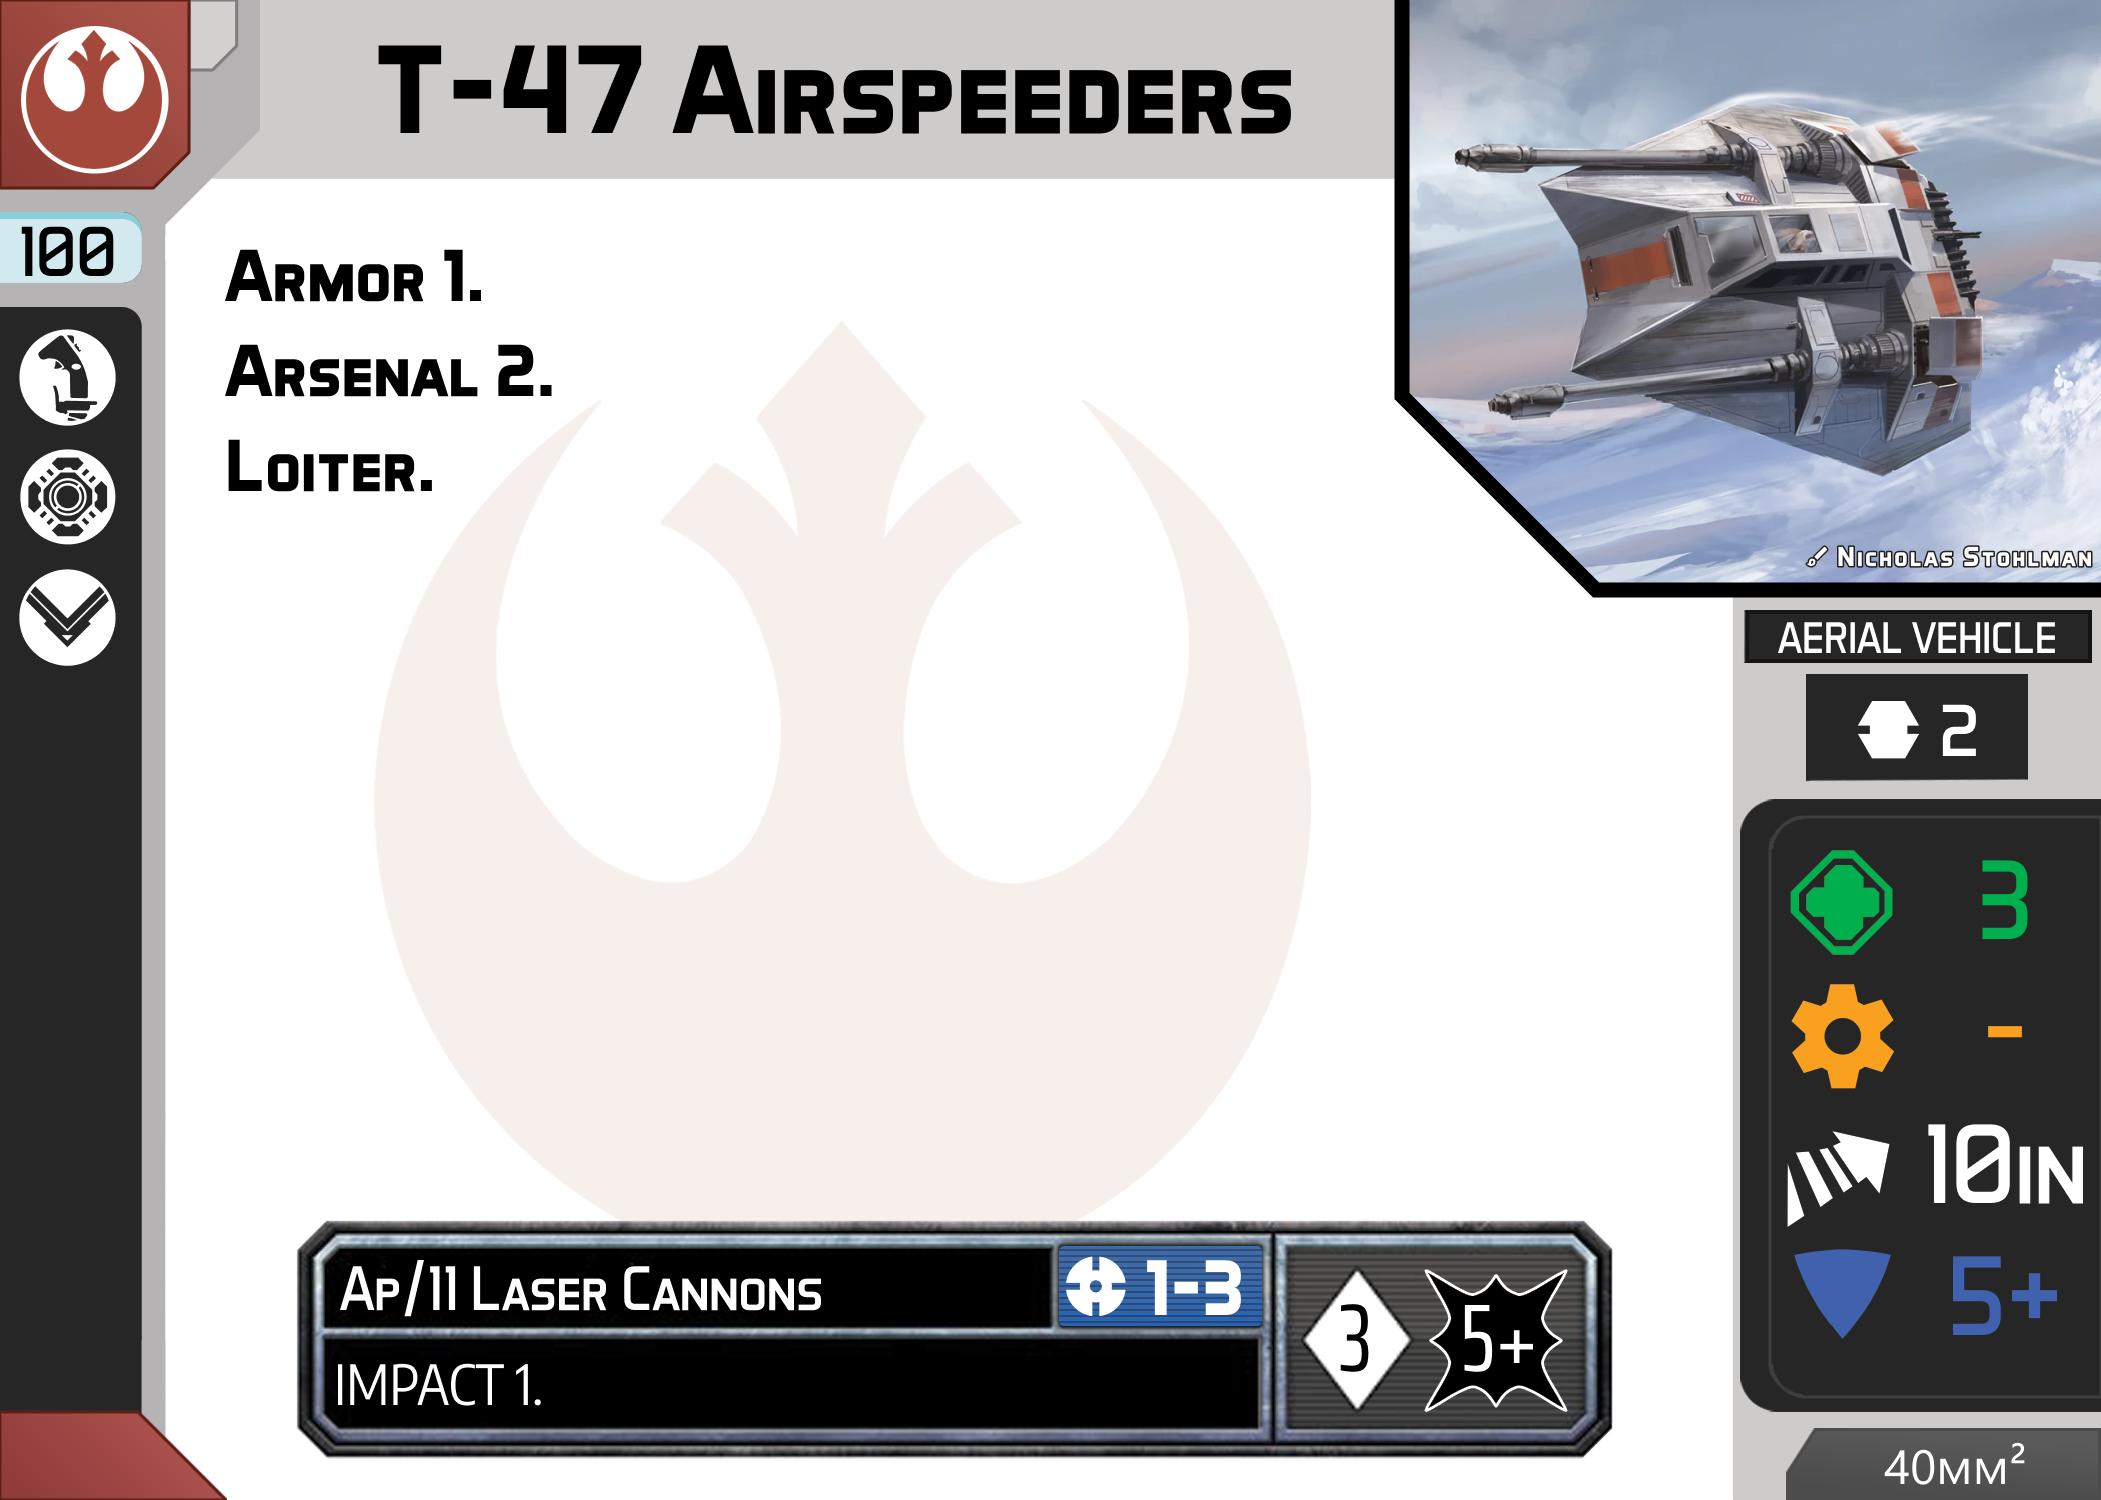 T-47 Airspeeders
100
Armor 1.
Arsenal 2.
Loiter.
Nicholas Stohlman
AERIAL VEHICLE
2
3
-
10IN
5+
Ap/11 Laser Cannons
1-3
3
5+
IMPACT 1.
40mm²